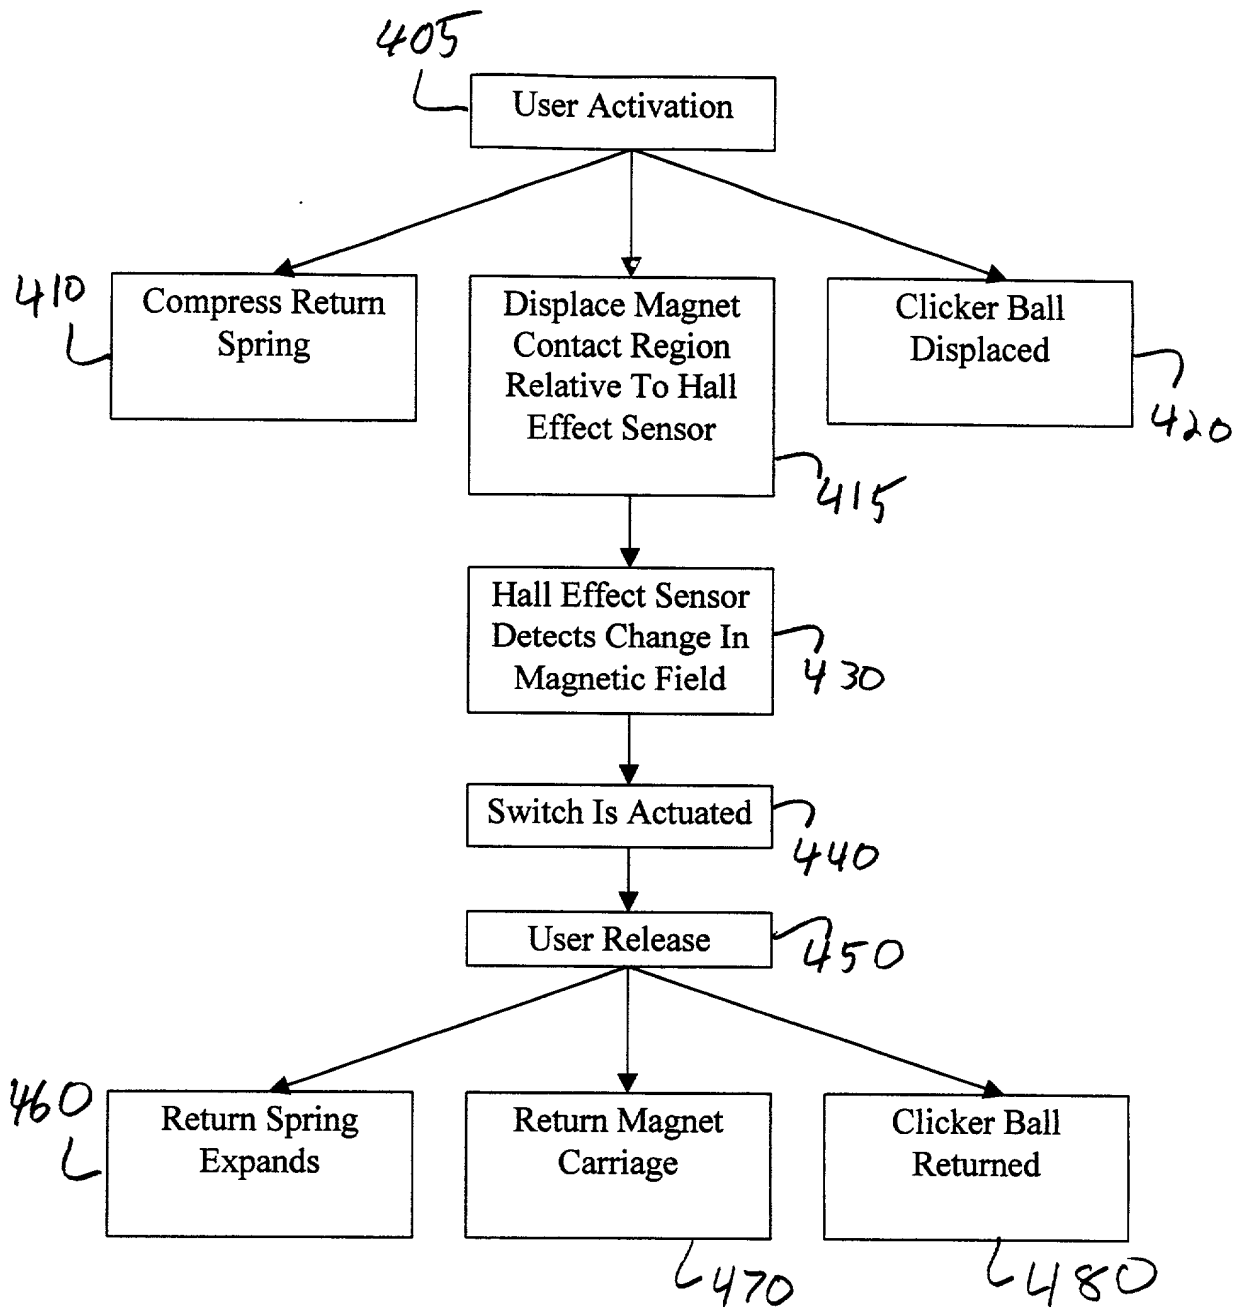 405
User Activation
410
Compress Return
Spring
Displace Magnet
Contact Region
Relative To Hall
Effect Sensor
Clicker Ball
Displaced
420
415
Hall Effect Sensor
Detects Change In
Magnetic Field
430
Switch Is Actuated
440
User Release
450
460
Return Spring
Expands
Return Magnet
Carriage
Clicker Ball
Returned
470
480